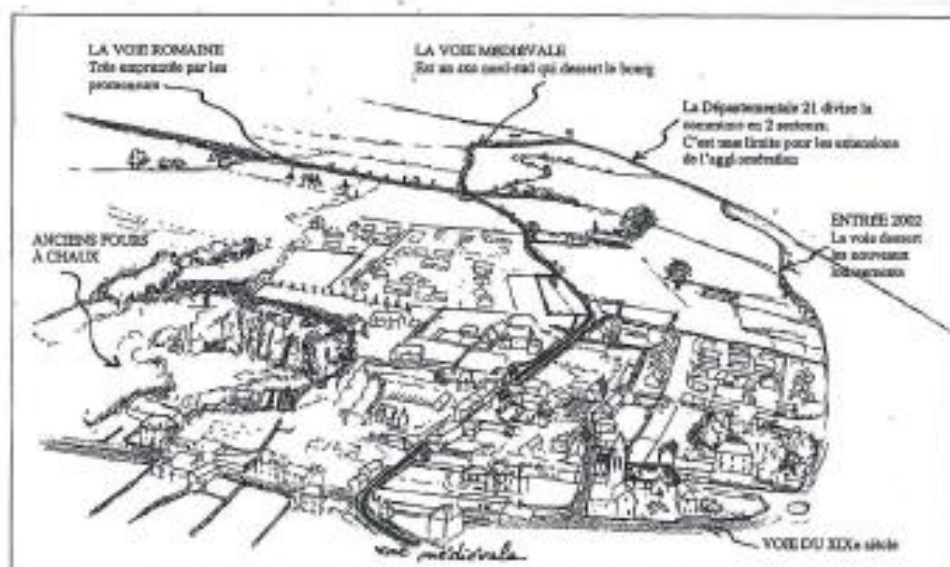 LA VOIE ROMAINE
Très empruntée par les
promeneurs
LA VOIE MEDIEVALE
Est un axe nord-sud qui dessert le bourg
La Départementale 21 divise la
commune en 2 secteurs.
C'est une limite pour les extensions
de l'agglomération
ANCIENS FOURS
À CHAUX
ENTRÉE 2002
La voie dessert
les nouveaux
VOIE DU XIXe siècle
voie médiévale